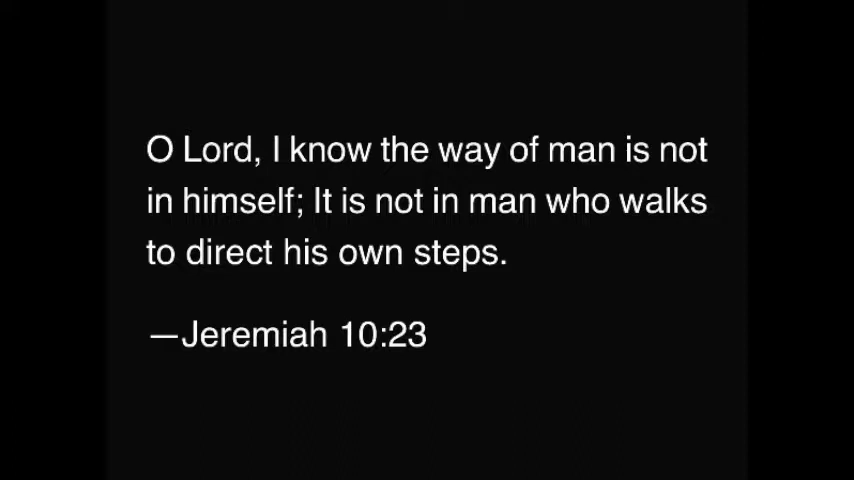 O Lord, I know the way of man is not
in himself; It is not in man who walks
to direct his own steps.
—Jeremiah 10:23